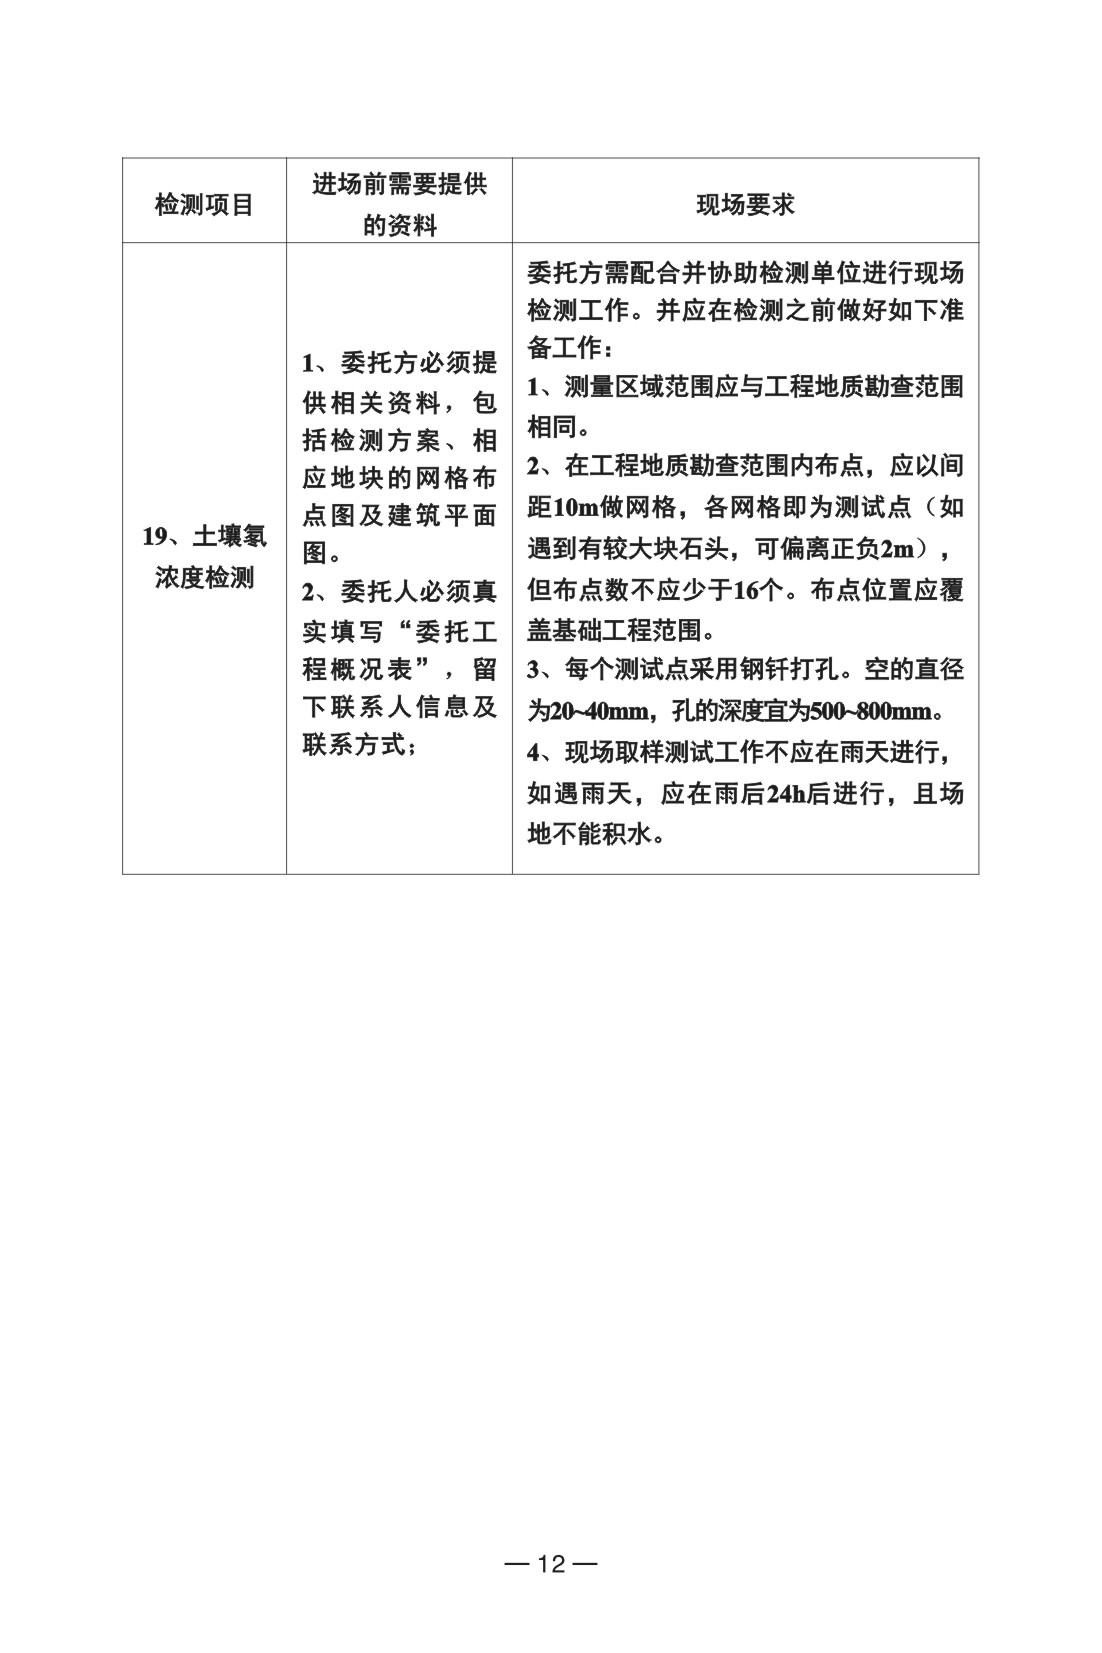 检测项目
进场前需要提供
的资料
现场要求
19、土壤氡
浓度检测
1、委托方必须提
供相关资料，包
括检测方案、相
应地块的网格布
点图及建筑平面
图。
2、委托人必须真
实填写“委托工
程概况表”，留
下联系人信息及
联系方式；
委托方需配合并协助检测单位进行现场
检测工作。并应在检测之前做好如下准
备工作：
1、测量区域范围应与工程地质勘查范围
相同。
2、在工程地质勘查范围内布点，应以间
距10m做网格，各网格即为测试点（如
遇到有较大块石头，可偏离正负2m），
但布点数不应少于16个。布点位置应覆
盖基础工程范围。
3、每个测试点采用钢钎打孔。空的直径
为20~40mm，孔的深度宜为500~800mm。
4、现场取样测试工作不应在雨天进行，
如遇雨天，应在雨后24h后进行，且场
地不能积水。
— 12 —